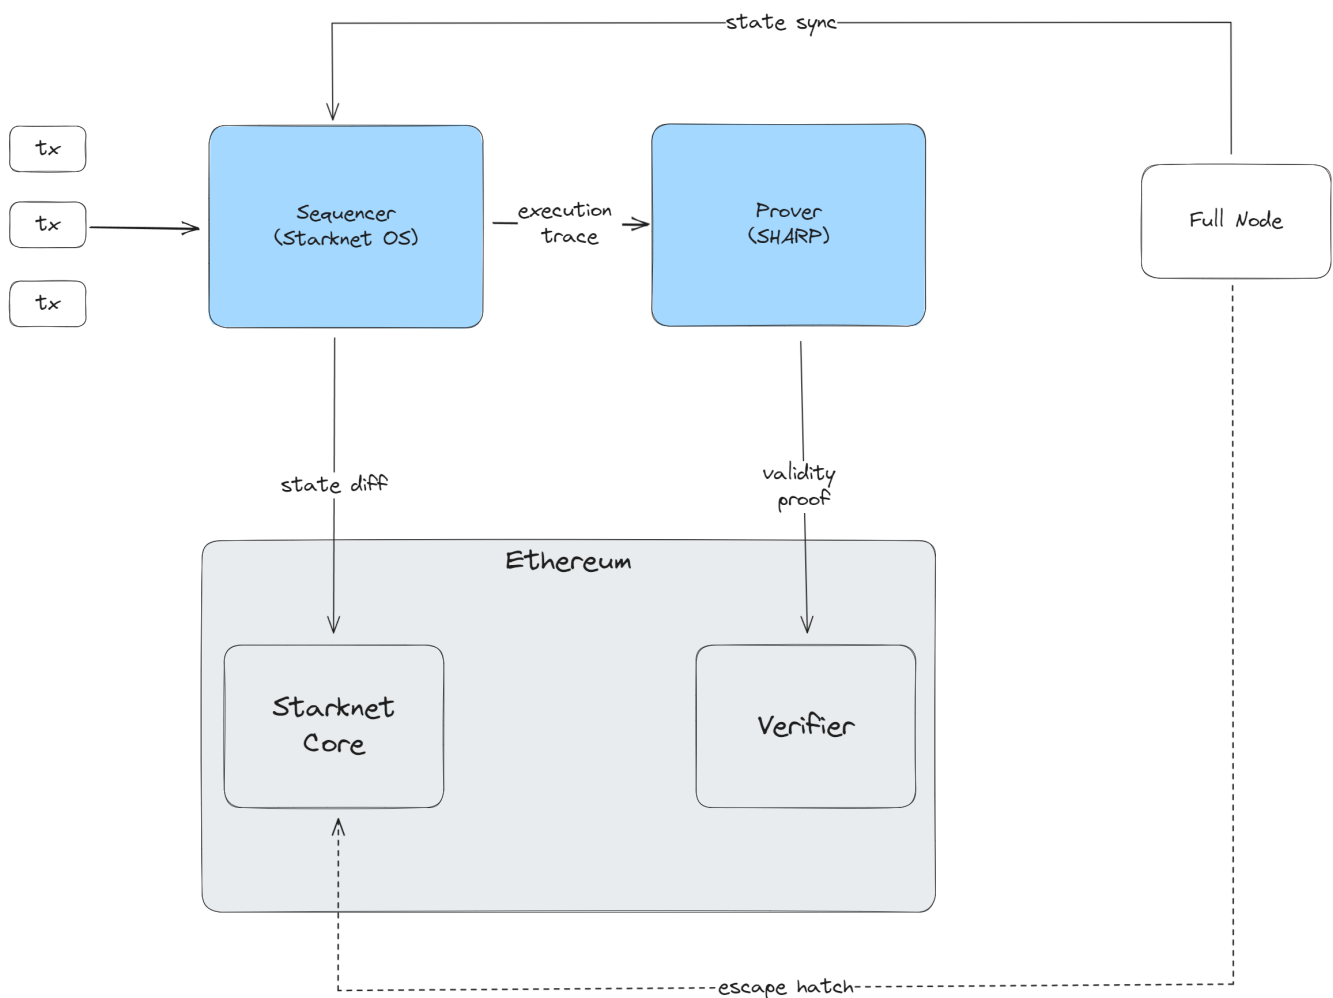 state sync
tx
tx
tx
Sequencer
(Starknet OS)
execution
trace
Prover
(SHARP)
Full Node
state diff
validity
proof
Ethereum
Starknet
Core
Verifier
escape hatch